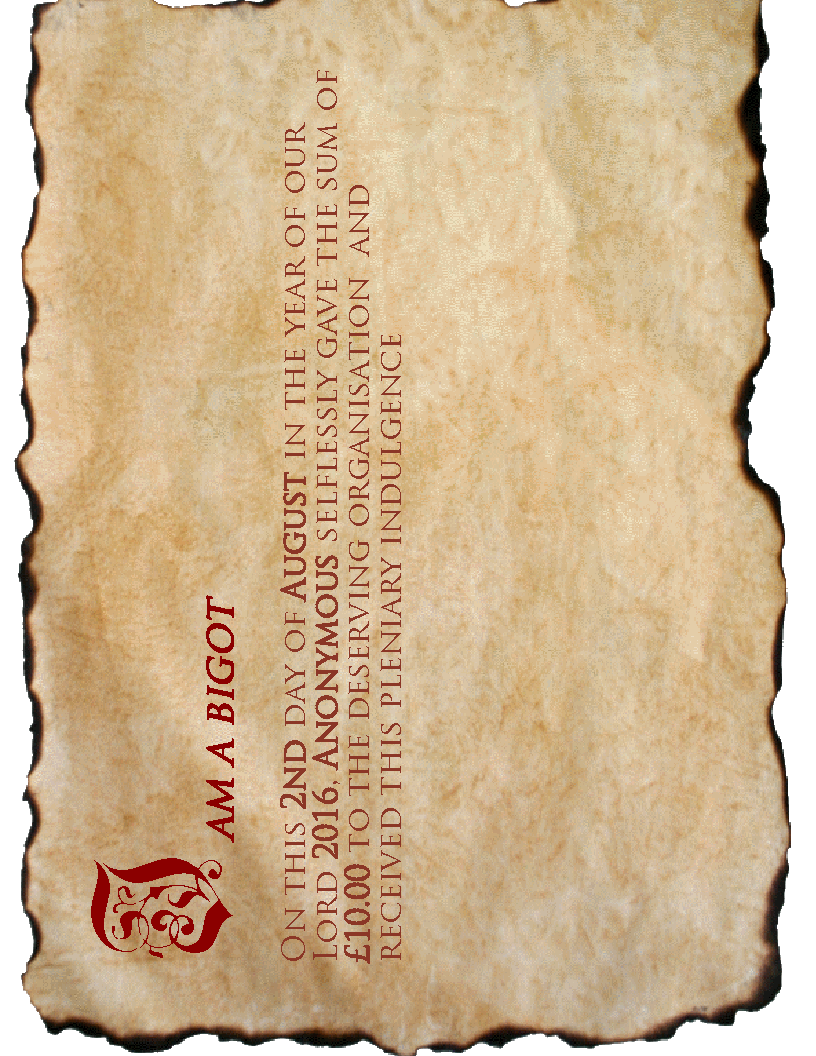 I AM A BIGOT
ON THIS 2ND DAY OF AUGUST IN THE YEAR OF OUR
LORD 2016, ANONYMOUS SELFLESSLY GAVE THE SUM OF
£10.00 TO THE DESERVING ORGANISATION AND
RECEIVED THIS PLENIARY INDULGENCE